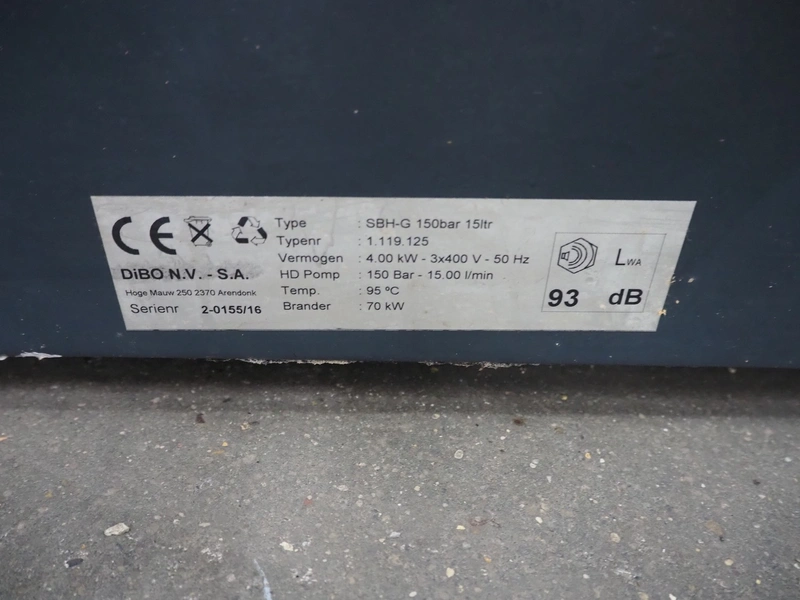 CE
DiBO N.V. - S.A.
Hoge Mauw 250 2370 Arendonk
Serienr 2-0155/16
Type : SBH-G 150bar 15ltr
Typenr : 1.119.125
Vermogen : 4.00 kW - 3x400 V - 50 Hz
HD Pomp : 150 Bar - 15.00 l/min
Temp. : 95 ºC
Brander : 70 kW
LWA
93 dB